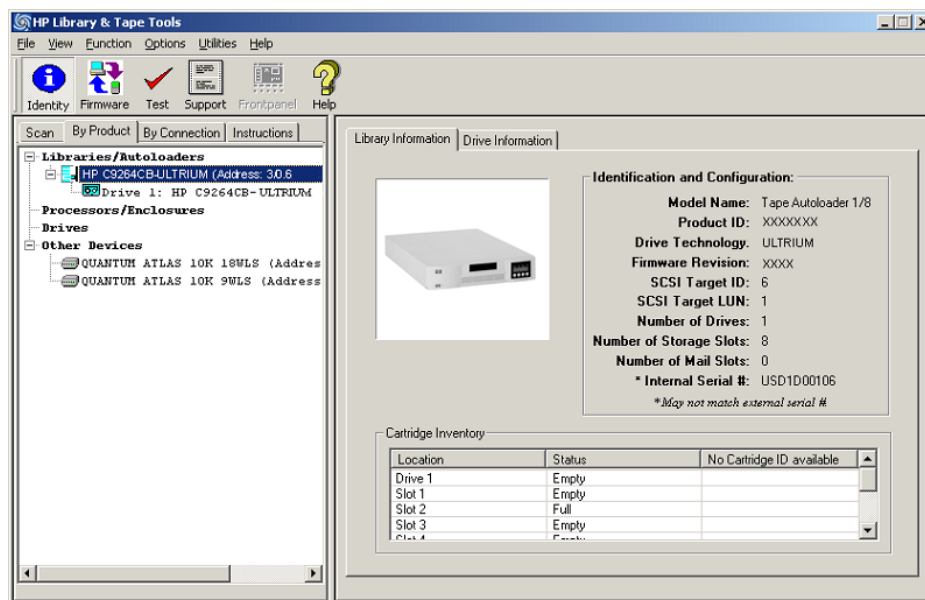 HP Library & Tape Tools
File View Function Options Utilities Help
Identity Firmware Test Support Frontpanel Help
Scan By Product By Connection Instructions
Libraries/Autoloaders
HP C9264CB-ULTRIUM (Address: 3.0.6
Drive 1: HP C9264CB-ULTRIUM
Processors/Enclosures
Drives
Other Devices
QUANTUM ATLAS 10K 18WLS (Addres
QUANTUM ATLAS 10K 9WLS (Address
Library Information Drive Information
Identification and Configuration:
Model Name: Tape Autoloader 1/8
Product ID: XXXXXXX
Drive Technology. ULTRIUM
Firmware Revision: XXXX
SCSI Target ID: 6
SCSI Target LUN: 1
Number of Drives: 1
Number of Storage Slots: 8
Number of Mail Slots: 0
* Internal Serial #: USD1D00106
*May not match external serial #
Cartridge Inventory
Location Status No Cartridge ID available
Drive 1 Empty
Slot 1 Empty
Slot 2 Full
Slot 3 Empty
Slot 4 Empty